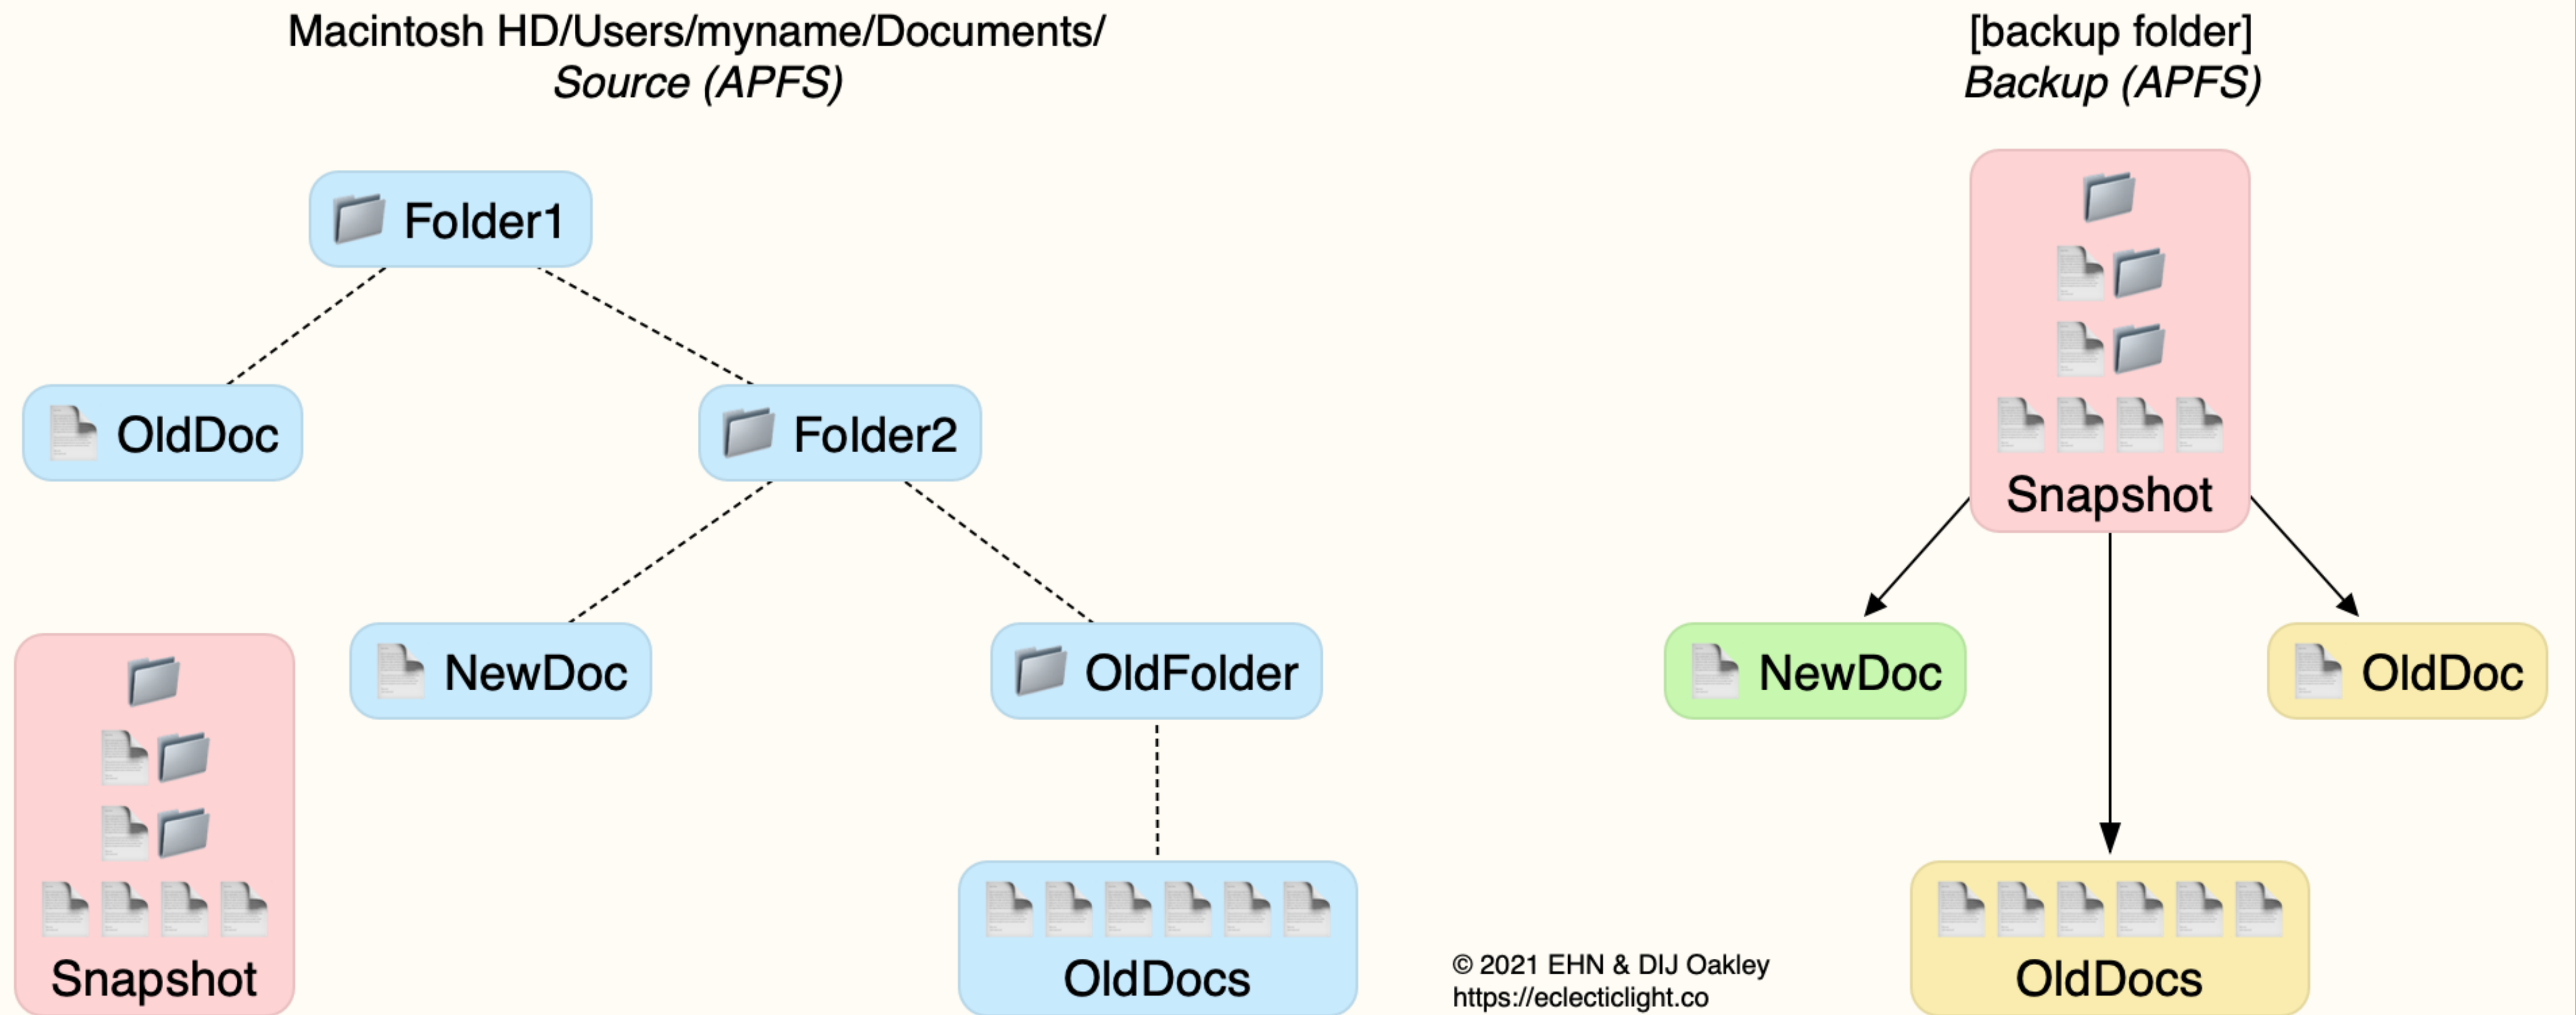 Macintosh HD/Users/myname/Documents/
Source (APFS)
[backup folder]
Backup (APFS)
Folder1
OldDoc
Folder2
Snapshot
NewDoc
OldFolder
NewDoc
OldDoc
Snapshot
OldDocs
© 2021 EHN & DIJ Oakley
https://eclecticlight.co
OldDocs